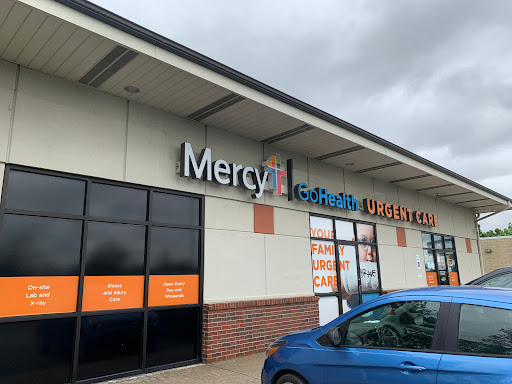 Mercy
GoHealth
URGENT CARE
YOUR
FAMILY
URGENT
CARE
On-site
Lab and
X-ray
Illness
and Injury
Care
Open Every
Day and
Weekends